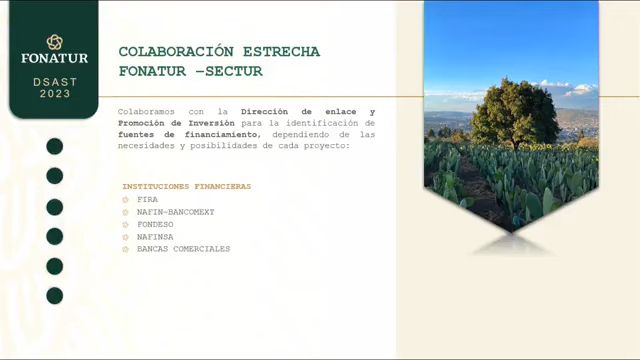 FONATUR
DSAST
2023
COLABORACIÓN ESTRECHA
FONATUR –SECTUR
Colaboramos con la Dirección de enlace y
Promoción de Inversión para la identificación de
fuentes de financiamiento, dependiendo de las
necesidades y posibilidades de cada proyecto:
INSTITUCIONES FINANCIERAS
FIRA
NAFIN-BANCOMEXT
FONDESO
NAFINSA
BANCAS COMERCIALES